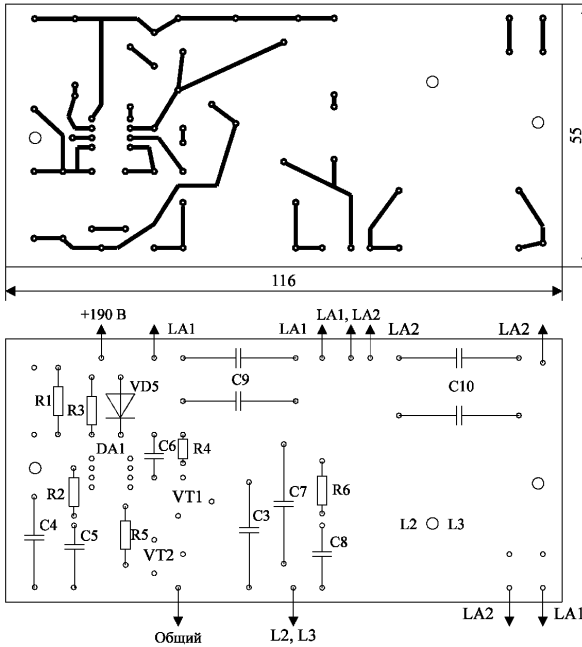 55
116
+190 В
LA1
LA1
LA1, LA2
LA2
LA2
C9
C10
R1
R3
VD5
DA1
C6
R4
R2
VT1
C4
C5
R5
VT2
C3
C7
R6
C8
L2
L3
Общий
L2, L3
LA2
LA1